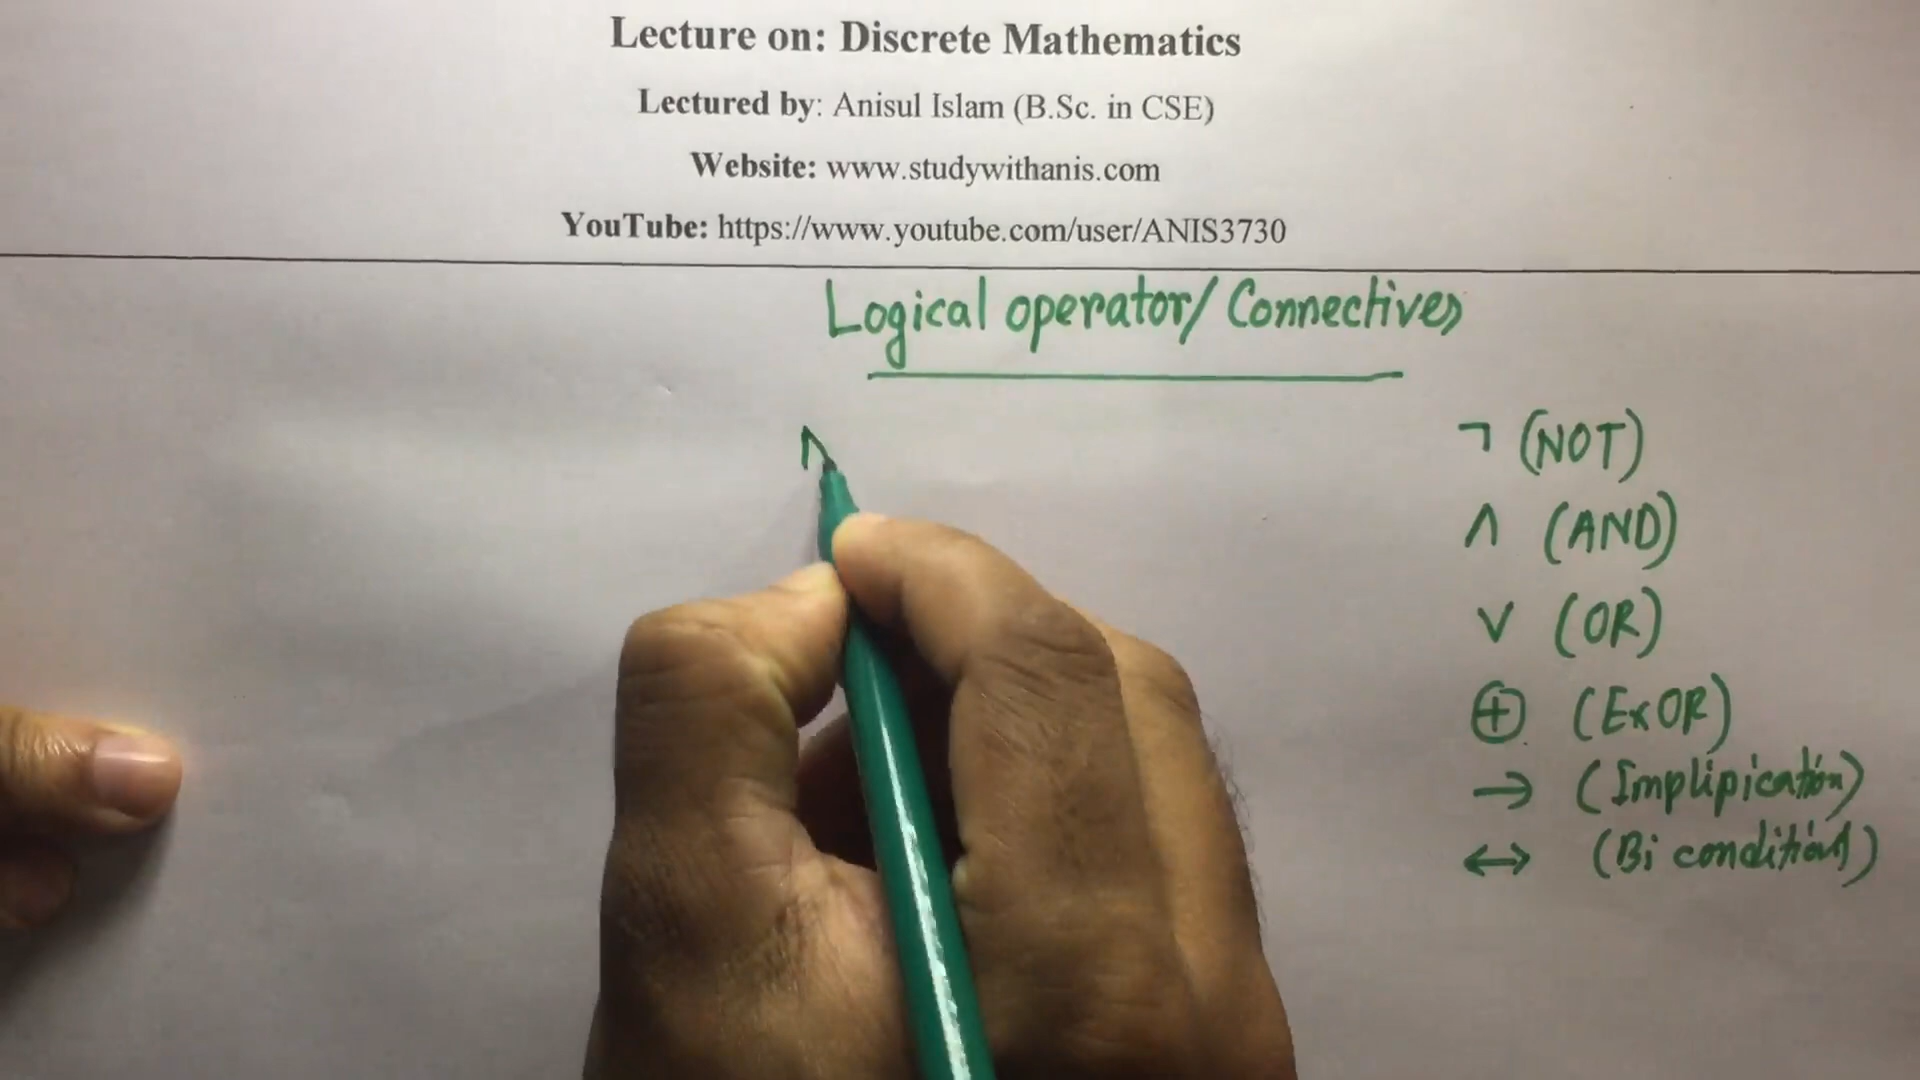 Lecture on: Discrete Mathematics
Lectured by: Anisul Islam (B.Sc. in CSE)
Website: www.studywithanis.com
YouTube: https://www.youtube.com/user/ANIS3730
Logical operator/ Connectives
¬ (NOT)
∧ (AND)
∨ (OR)
⊕ (ExOR)
→ (Implipication)
↔ (Bi condition)